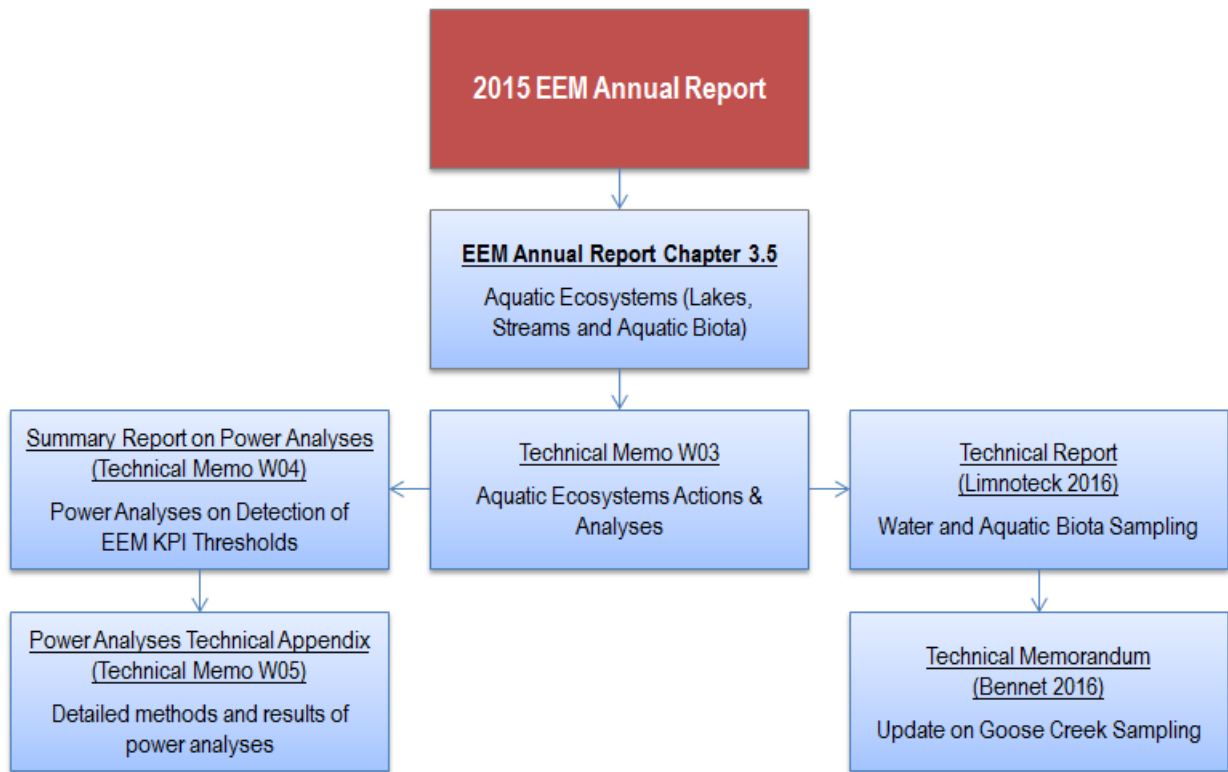 2015 EEM Annual Report
EEM Annual Report Chapter 3.5
Aquatic Ecosystems (Lakes,
Streams and Aquatic Biota)
Summary Report on Power Analyses
(Technical Memo W04)
Power Analyses on Detection of
EEM KPI Thresholds
Technical Memo W03
Aquatic Ecosystems Actions &
Analyses
Technical Report
(Limnoteck 2016)
Water and Aquatic Biota Sampling
Power Analyses Technical Appendix
(Technical Memo W05)
Detailed methods and results of
power analyses
Technical Memorandum
(Bennet 2016)
Update on Goose Creek Sampling